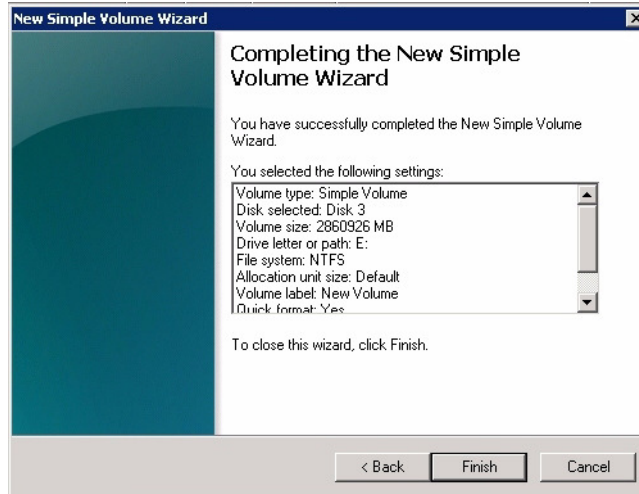 New Simple Volume Wizard
Completing the New Simple
Volume Wizard
You have successfully completed the New Simple Volume
Wizard.
You selected the following settings:
Volume type: Simple Volume
Disk selected: Disk 3
Volume size: 2860926 MB
Drive letter or path: E:
File system: NTFS
Allocation unit size: Default
Volume label: New Volume
Quick format: Yes
To close this wizard, click Finish.
< Back
Finish
Cancel